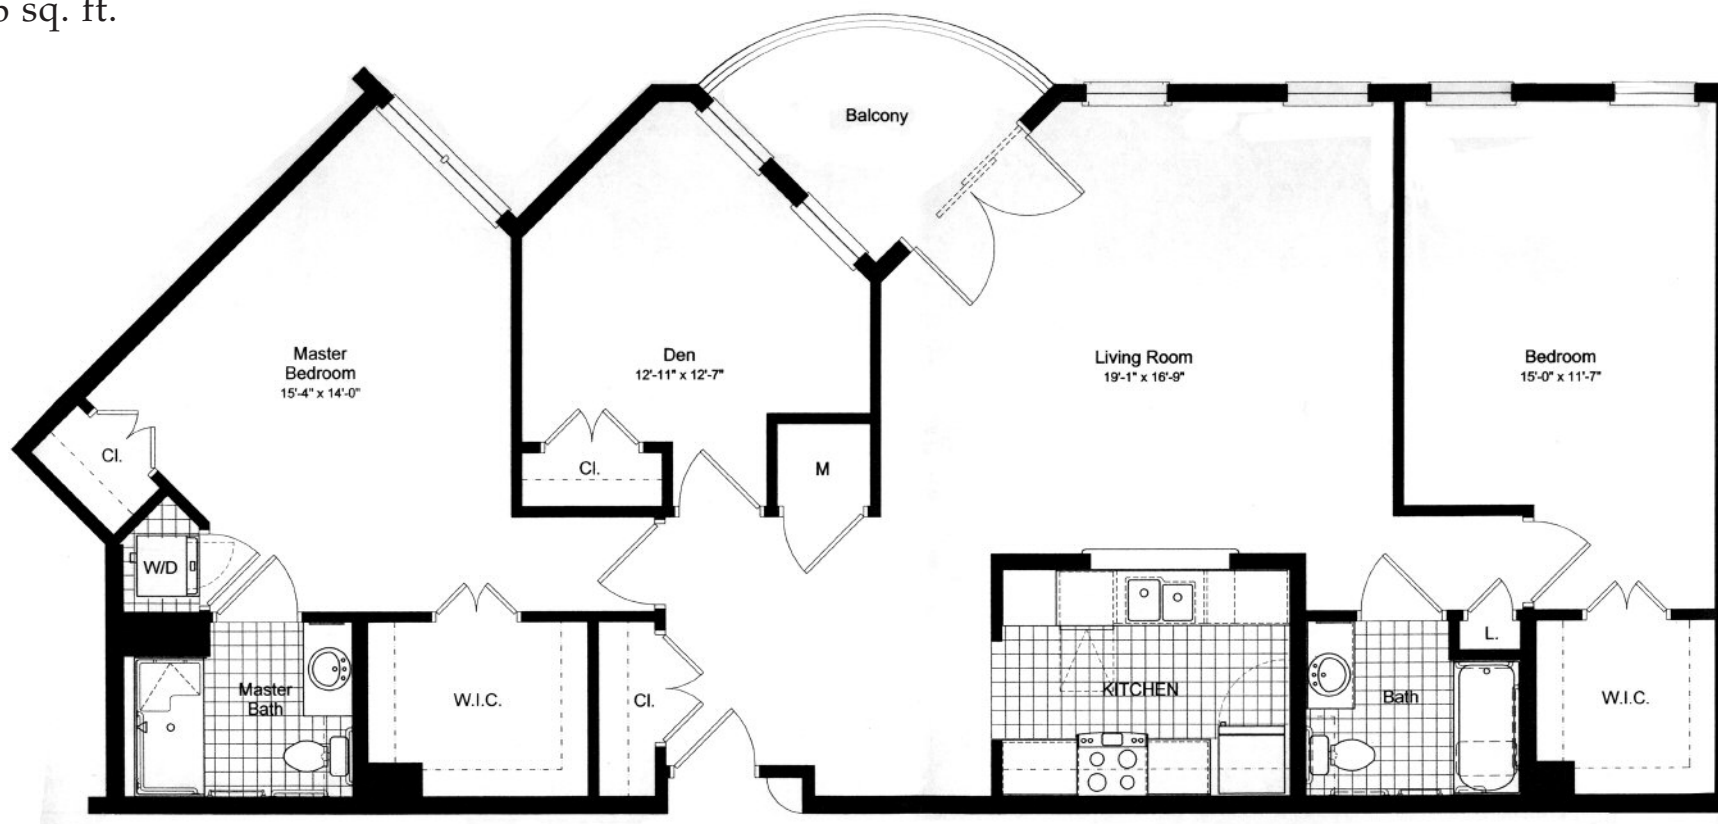 sq. ft.
Balcony
Master
Bedroom
15'-4" x 14'-0"
Den
12'-11" x 12'-7"
Living Room
19'-1" x 16'-9"
Bedroom
15'-0" x 11'-7"
Cl.
Cl.
M
W/D
L.
Master
Bath
W.I.C.
Cl.
KITCHEN
Bath
W.I.C.